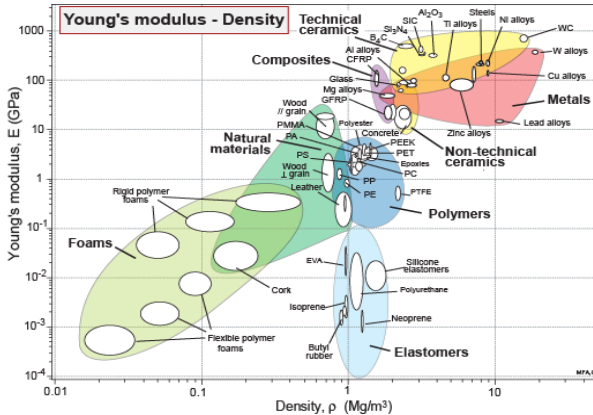 Young's modulus - Density
Technical
ceramics
Al₂O₃
Si₃N₄
SiC
B₄C
Ti alloys
Steels
Ni alloys
WC
W alloys
Al alloys
CFRP
Composites
Glass
Mg alloys
GFRP
Cu alloys
Metals
Lead alloys
Zinc alloys
Wood
// grain
PMMA
Polyester
Concrete
Natural
materials
PA
PEEK
PET
Non-technical
ceramics
PS
Epoxies
PC
Wood
⊥ grain
PP
PE
Leather
PTFE
Polymers
Rigid polymer
foams
Foams
Cork
EVA
Silicone
elastomers
Polyurethane
Isoprene
Neoprene
Butyl
rubber
Elastomers
Flexible polymer
foams
Young's modulus, E (GPa)
1000
100
10
1
10⁻¹
10⁻²
10⁻³
10⁻⁴
0.01
0.1
1
10
Density, ρ (Mg/m³)